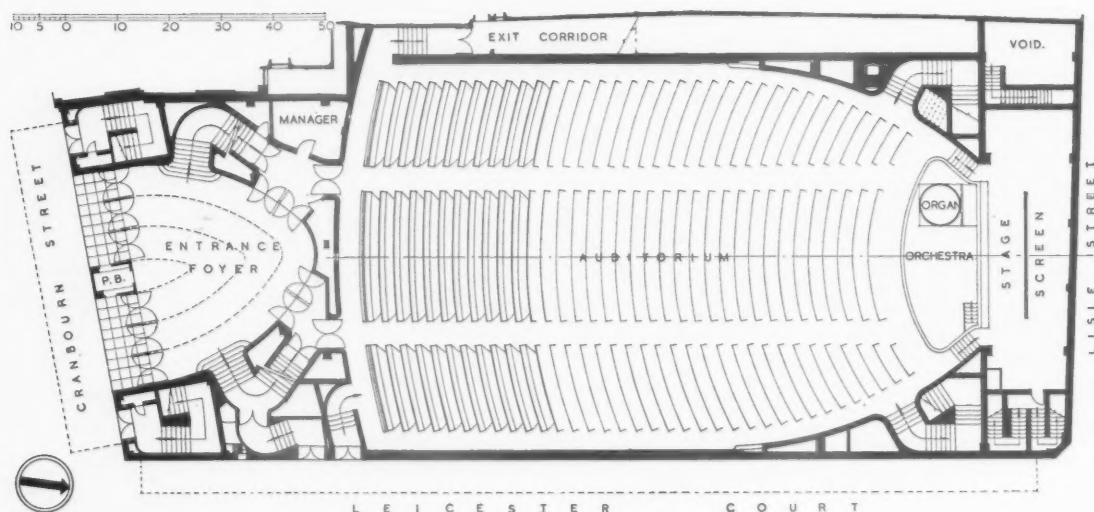 10 5 0 10 20 30 40 50
EXIT CORRIDOR
VOID.
MANAGER
CRANBOURN STREET
ENTRANCE
FOYER
P.B.
AUDITORIUM
ORGAN
ORCHESTRA
STAGE
SCREEN
LISLE STREET
LEICESTER COURT